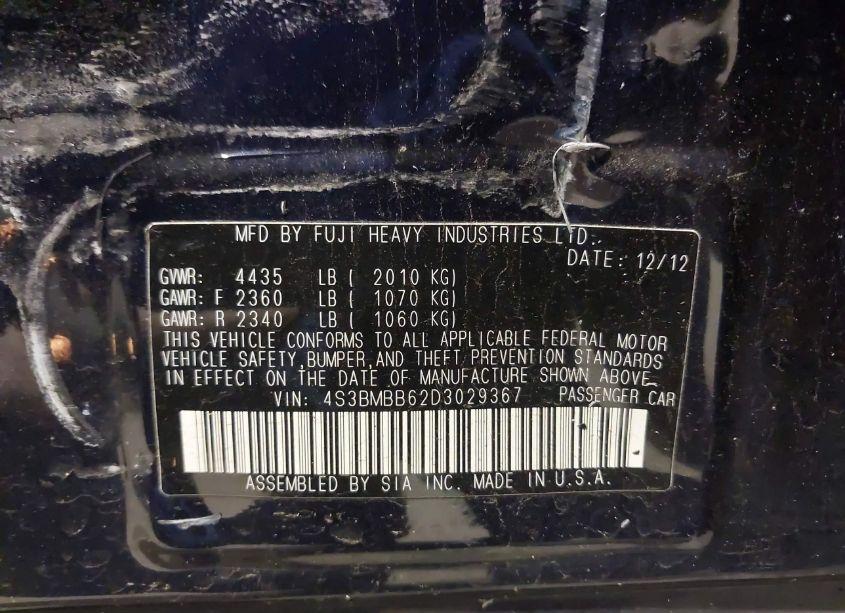 MFD BY FUJI HEAVY INDUSTRIES LTD.
DATE: 12/12
GVWR: 4435 LB ( 2010 KG)
GAWR: F 2360 LB ( 1070 KG)
GAWR: R 2340 LB ( 1060 KG)
THIS VEHICLE CONFORMS TO ALL APPLICABLE FEDERAL MOTOR
VEHICLE SAFETY, BUMPER, AND THEFT PREVENTION STANDARDS
IN EFFECT ON THE DATE OF MANUFACTURE SHOWN ABOVE.
VIN: 4S3BMBB62D3029367 PASSENGER CAR
ASSEMBLED BY SIA INC. MADE IN U.S.A.